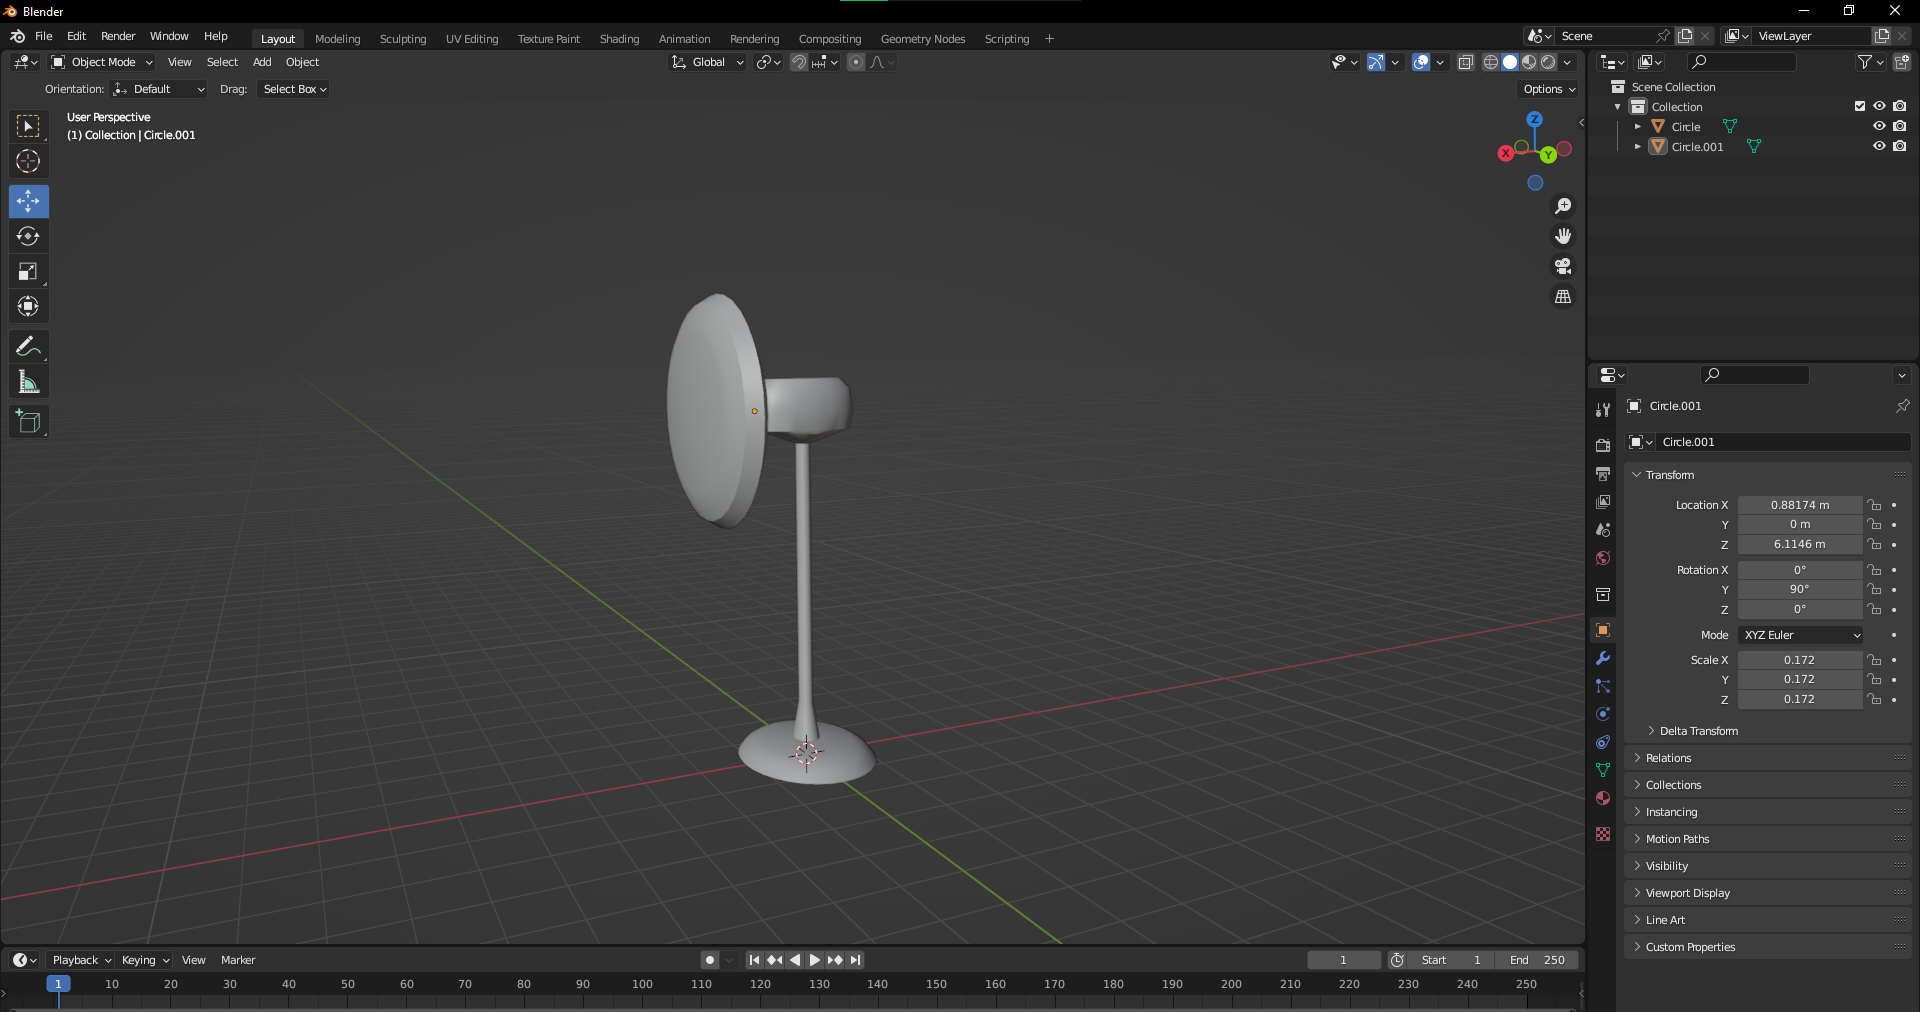 Blender
File Edit Render Window Help Layout Modeling Sculpting UV Editing Texture Paint Shading Animation Rendering Compositing Geometry Nodes Scripting + Scene ViewLayer
Object Mode View Select Add Object Global
Orientation: Default Drag: Select Box Options
User Perspective
(1) Collection | Circle.001
Z
X
Y
Scene Collection
Collection
Circle
Circle.001
Circle.001
Circle.001
Transform
Location X 0.88174 m
Y 0 m
Z 6.1146 m
Rotation X 0°
Y 90°
Z 0°
Mode XYZ Euler
Scale X 0.172
Y 0.172
Z 0.172
Delta Transform
Relations
Collections
Instancing
Motion Paths
Visibility
Viewport Display
Line Art
Custom Properties
Playback Keying View Marker 1 Start 1 End 250
1 10 20 30 40 50 60 70 80 90 100 110 120 130 140 150 160 170 180 190 200 210 220 230 240 250